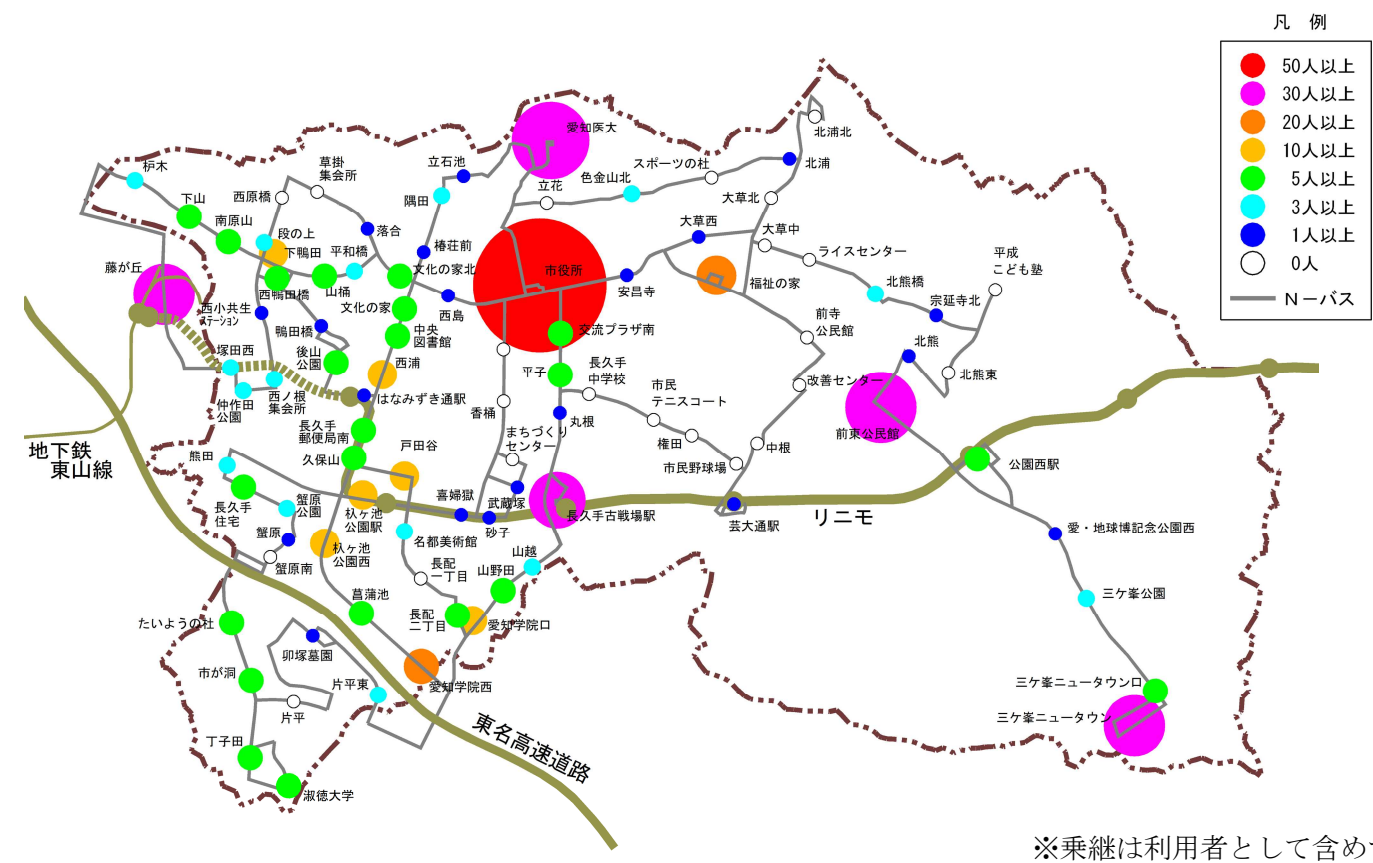 凡 例
50人以上
30人以上
20人以上
10人以上
5人以上
3人以上
1人以上
0人
N－バス
愛知医大
北浦北
枦木
草掛
集会所
立石池
スポーツの杜
北浦
色金山北
立花
下山
西原橋
隅田
大草北
南原山
段の上
落合
大草西
大草中
下鴨田
平和橋
椿荘前
ライスセンター
平成
こども塾
藤が丘
文化の家北
市役所
福祉の家
北熊橋
西鴨田橋
山桶
安昌寺
西小共生
ステーション
文化の家
西島
宗延寺北
鴨田橋
中央
図書館
交流プラザ南
前寺
公民館
北熊
塚田西
後山
公園
西浦
平子
長久手
中学校
改善センター
北熊東
仲作田
公園
西ノ根
集会所
はなみずき通駅
香桶
丸根
市民
テニスコート
前東公民館
長久手
郵便局南
戸田谷
まちづくり
センター
権田
中根
地下鉄
東山線
熊田
久保山
市民野球場
公園西駅
長久手
住宅
蟹原
公園
杁ヶ池
公園駅
喜婦嶽
武蔵塚
長久手古戦場駅
リニモ
芸大通駅
蟹原
砂子
愛・地球博記念公園西
名都美術館
杁ヶ池
公園西
山越
蟹原南
長配
一丁目
山野田
三ケ峯公園
菖蒲池
たいようの杜
長配
二丁目
愛知学院口
卯塚墓園
市が洞
片平東
愛知学院西
三ケ峯ニュータウン口
片平
三ケ峯ニュータウン
丁子田
東名高速道路
淑徳大学
※乗継は利用者として含め